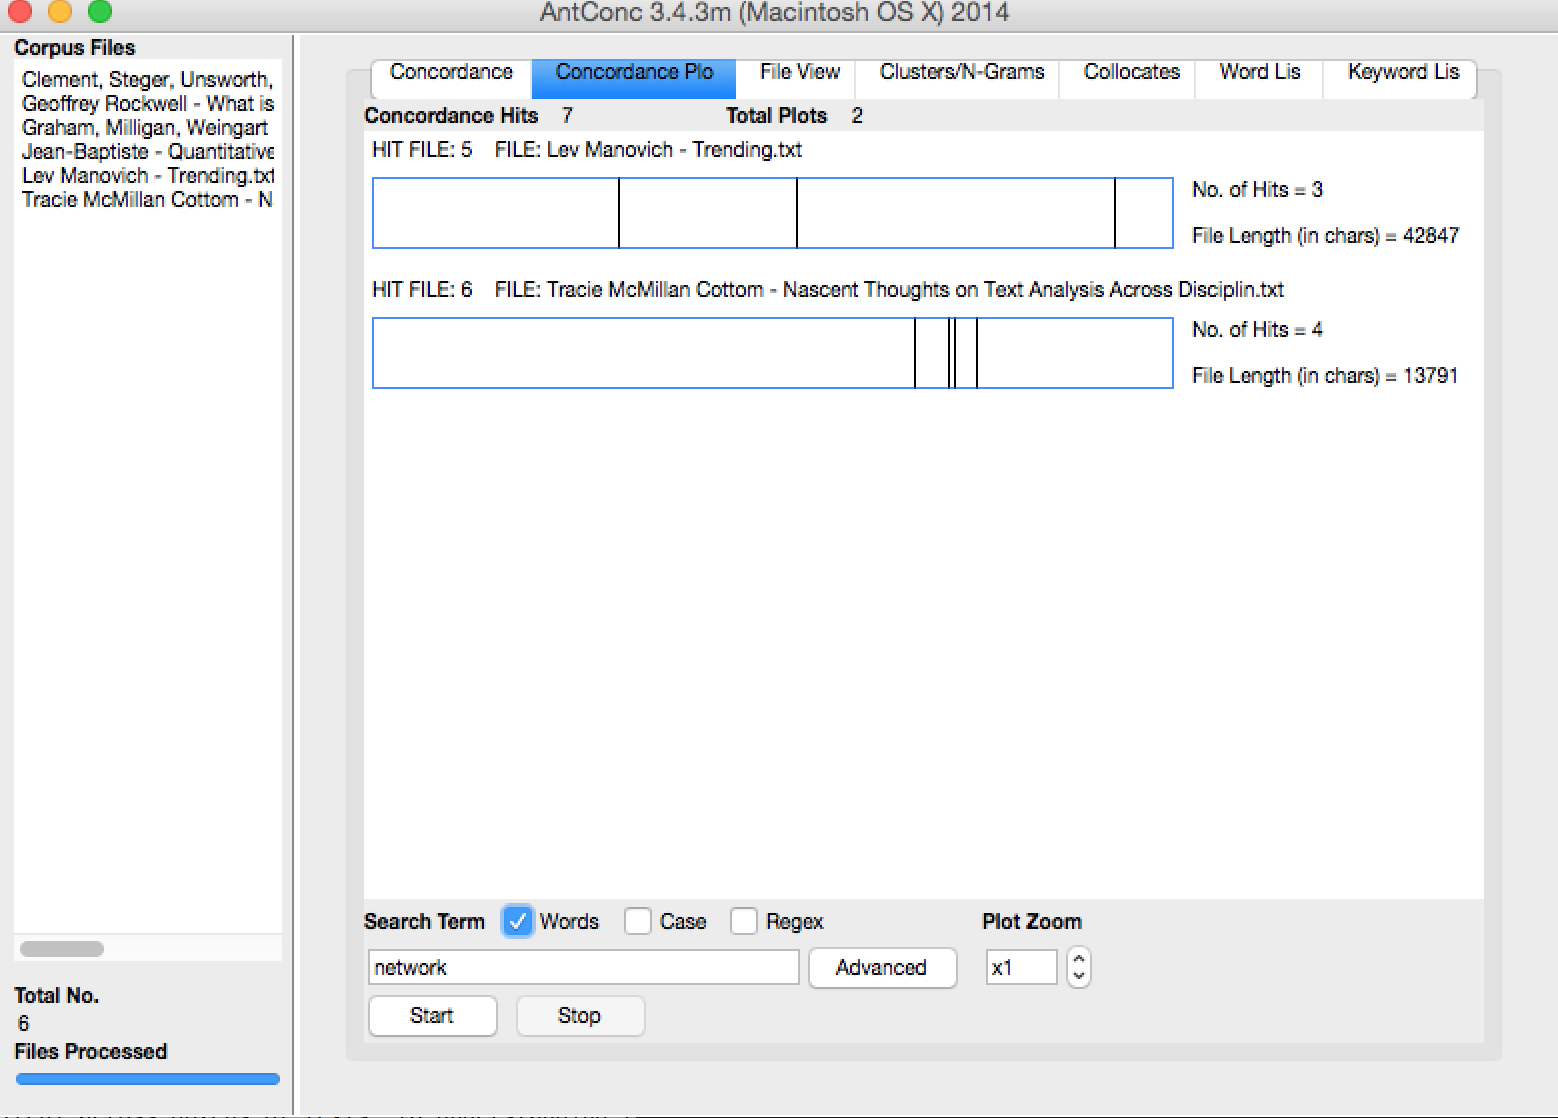 AntConc 3.4.3m (Macintosh OS X) 2014
Corpus Files
Clement, Steger, Unsworth,
Geoffrey Rockwell - What is
Graham, Milligan, Weingart
Jean-Baptiste - Quantitative
Lev Manovich - Trending.txt
Tracie McMillan Cottom - N
Total No.
6
Files Processed
Concordance Concordance Plo File View Clusters/N-Grams Collocates Word Lis Keyword Lis
Concordance Hits 7 Total Plots 2
HIT FILE: 5 FILE: Lev Manovich - Trending.txt
No. of Hits = 3
File Length (in chars) = 42847
HIT FILE: 6 FILE: Tracie McMillan Cottom - Nascent Thoughts on Text Analysis Across Disciplin.txt
No. of Hits = 4
File Length (in chars) = 13791
Search Term Words Case Regex Plot Zoom
network Advanced x1
Start Stop